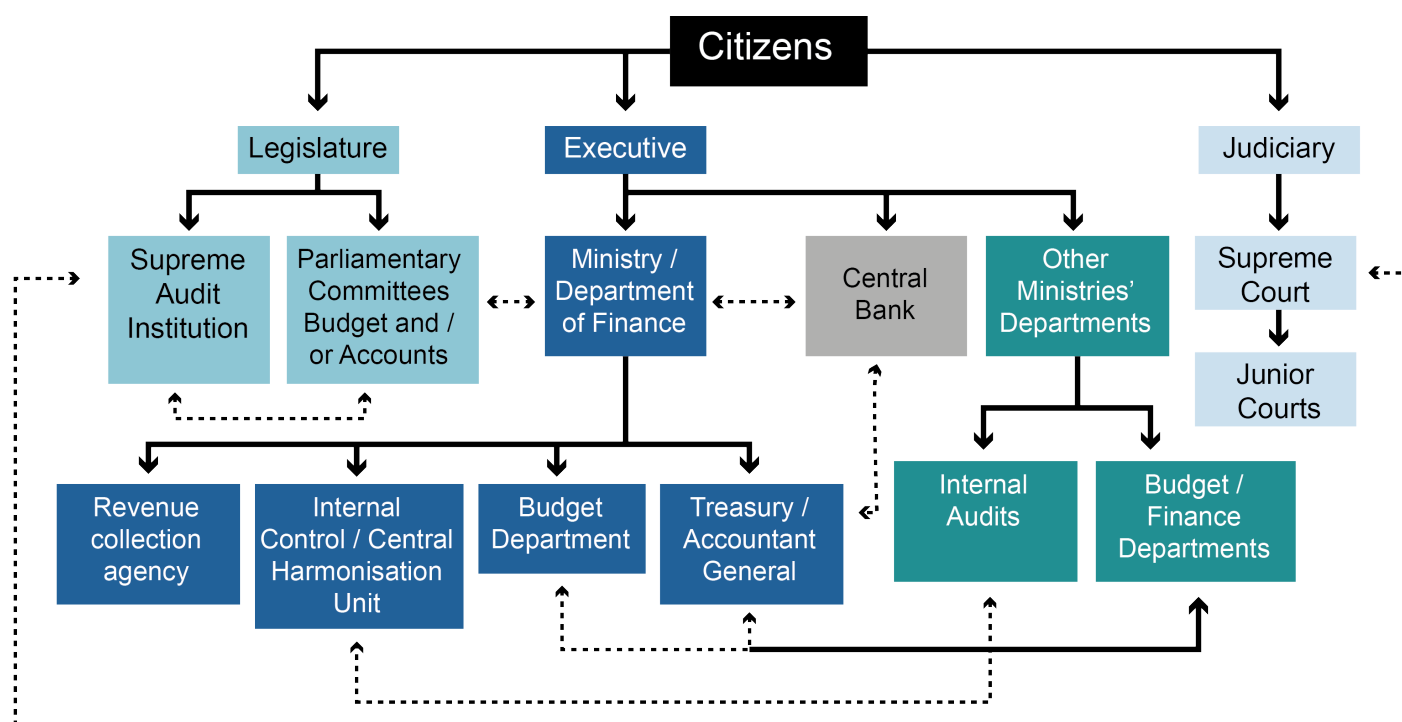 Citizens
Legislature
Executive
Judiciary
Supreme
Audit
Institution
Parliamentary
Committees
Budget and /
or Accounts
Ministry /
Department
of Finance
Central
Bank
Other
Ministries’
Departments
Supreme
Court
Junior
Courts
Revenue
collection
agency
Internal
Control / Central
Harmonisation
Unit
Budget
Department
Treasury /
Accountant
General
Internal
Audits
Budget /
Finance
Departments